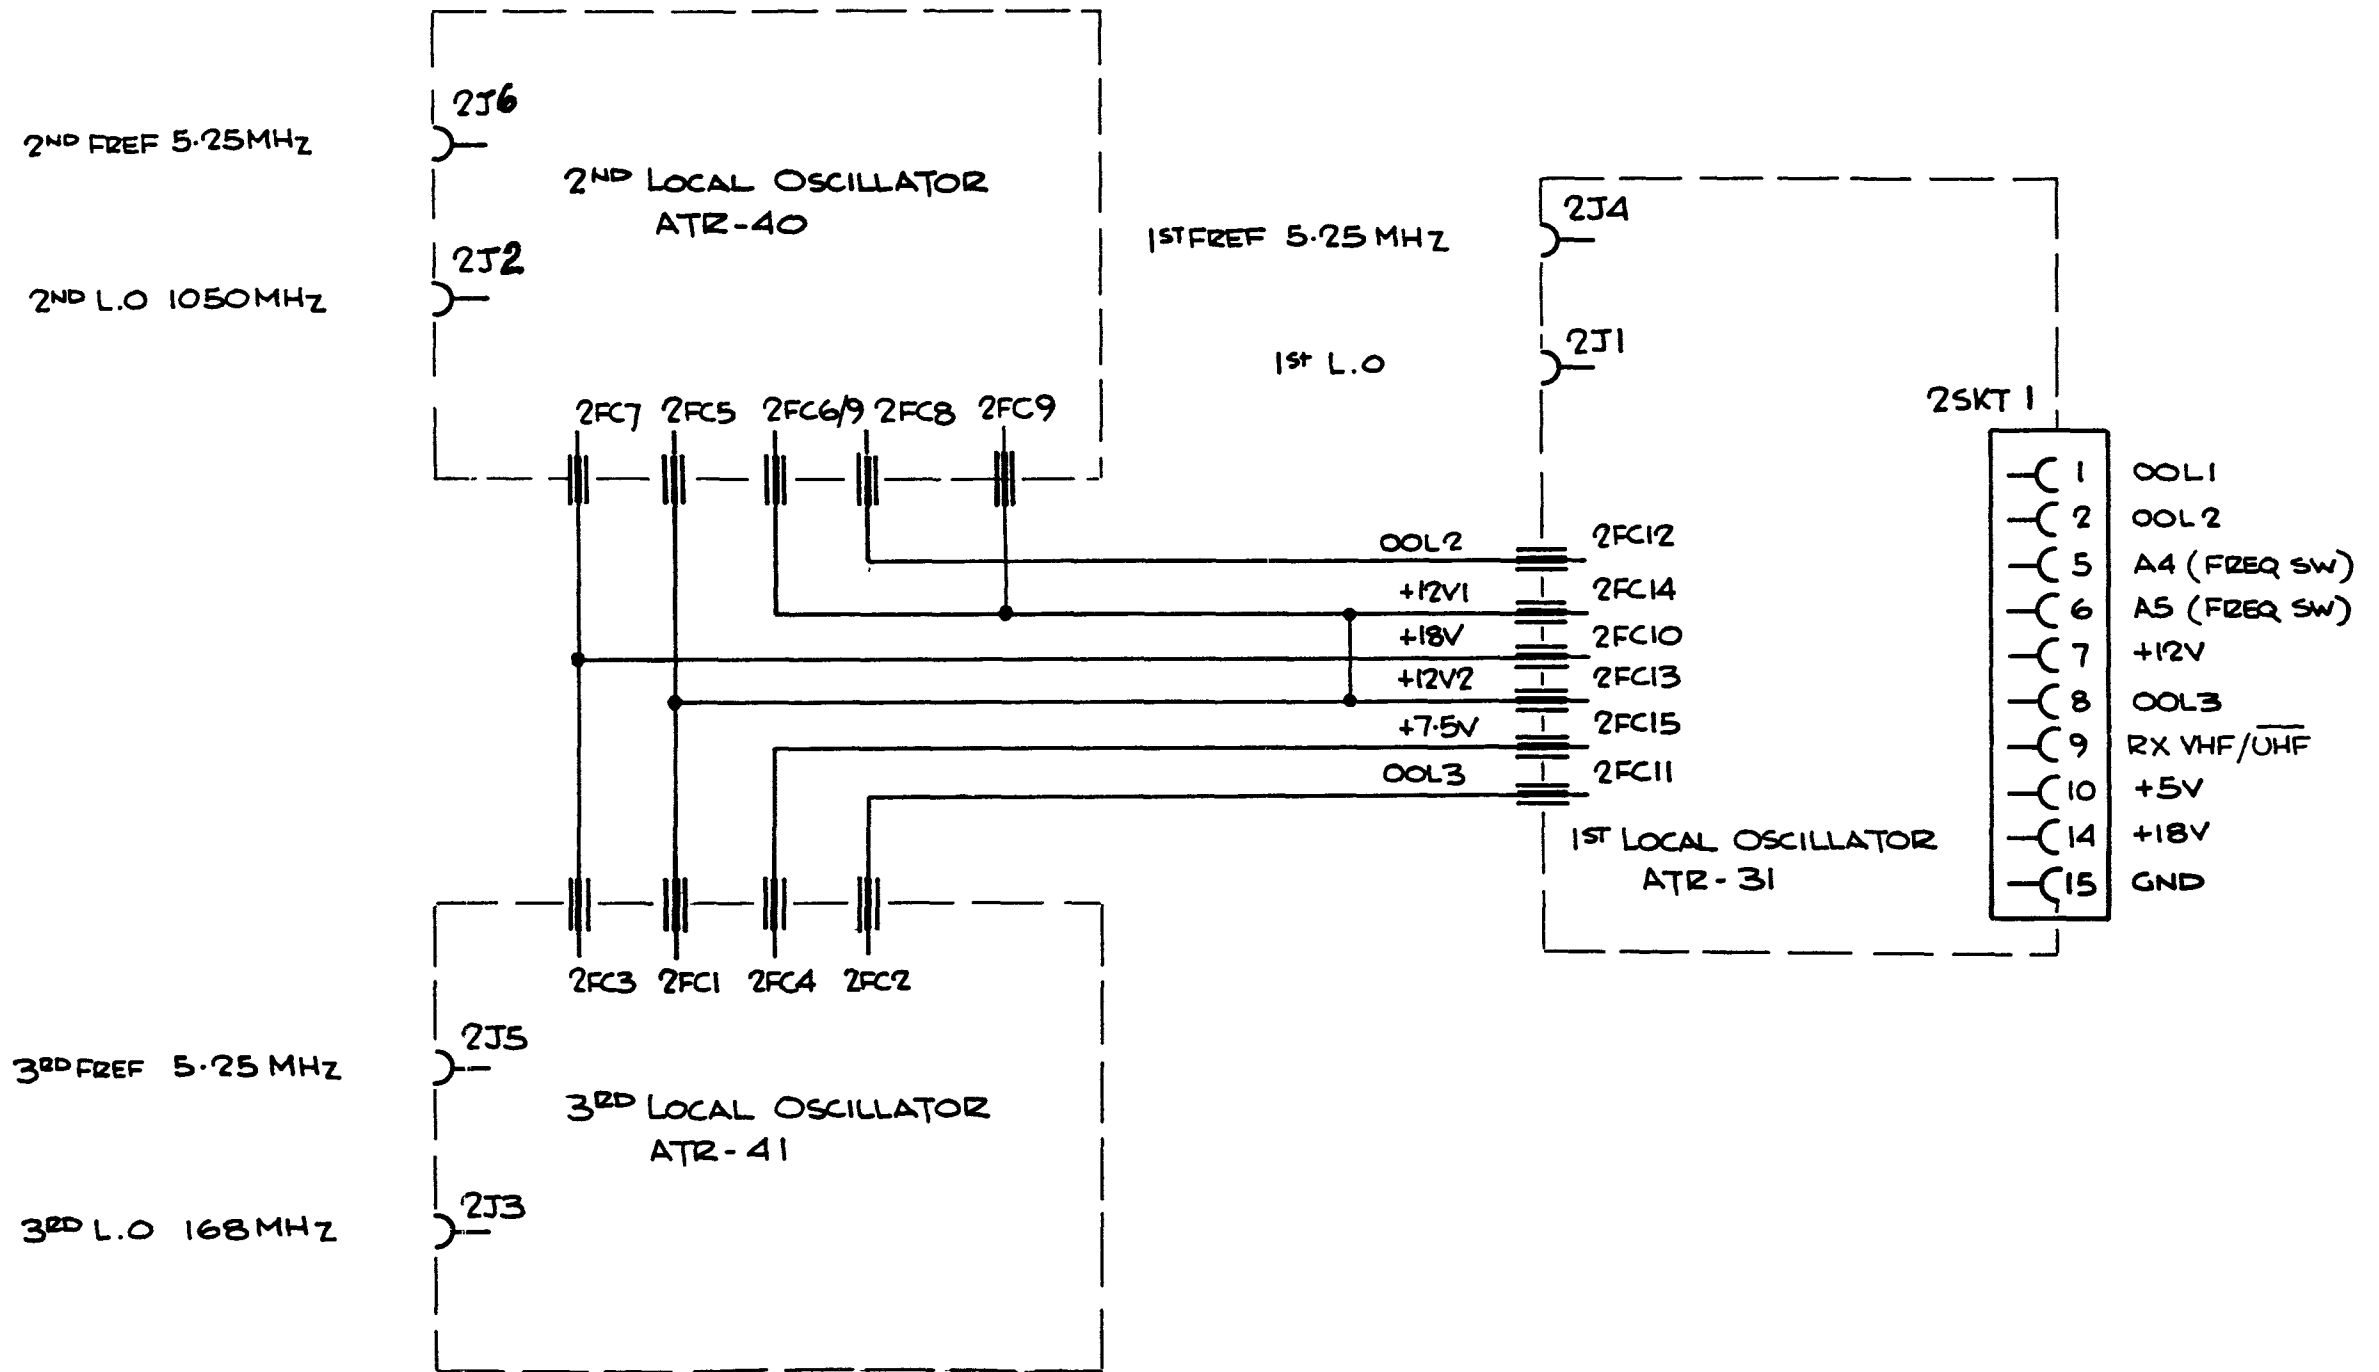 2J6
2ND FREF 5.25MHz
2ND LOCAL OSCILLATOR
ATR-40
2J2
2ND L.O 1050MHz
2FC7 2FC5 2FC6/9 2FC8 2FC9
2J4
1ST FREF 5.25 MHz
2J1
1st L.O
2SKT 1
1 OOL1
2 OOL2
5 A4 (FREQ SW)
6 A5 (FREQ SW)
7 +12V
8 OOL3
9 RX VHF/U̅H̅F̅
10 +5V
14 +18V
15 GND
OOL2 2FC12
+12V1 2FC14
+18V 2FC10
+12V2 2FC13
+7.5V 2FC15
OOL3 2FC11
1ST LOCAL OSCILLATOR
ATR-31
2FC3 2FC1 2FC4 2FC2
2J5
3RD FREF 5.25 MHz
3RD LOCAL OSCILLATOR
ATR-41
2J3
3RD L.O 168MHz